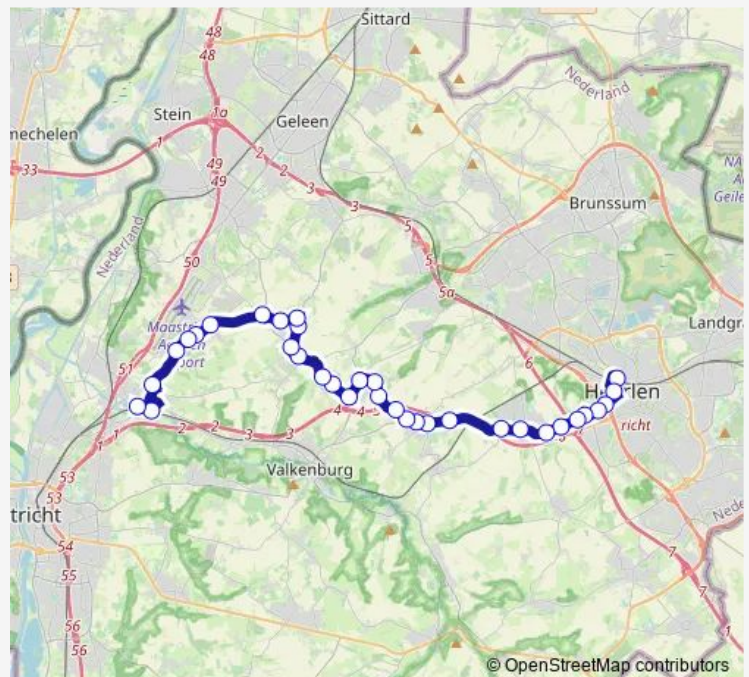 Sittard
48
48
Nederland
Stein
1a
Geleen
mechelen
1
2
49
33
49
2
3
3
Brunssum
5
5
5
Nederland
50
5a
Landgra
51
6
Heerlen
4
4
5
1
1
2
2
3
3
richt
53
Valkenburg
53
tricht
54
7
55
7
56
56
1
© OpenStreetMap contributors